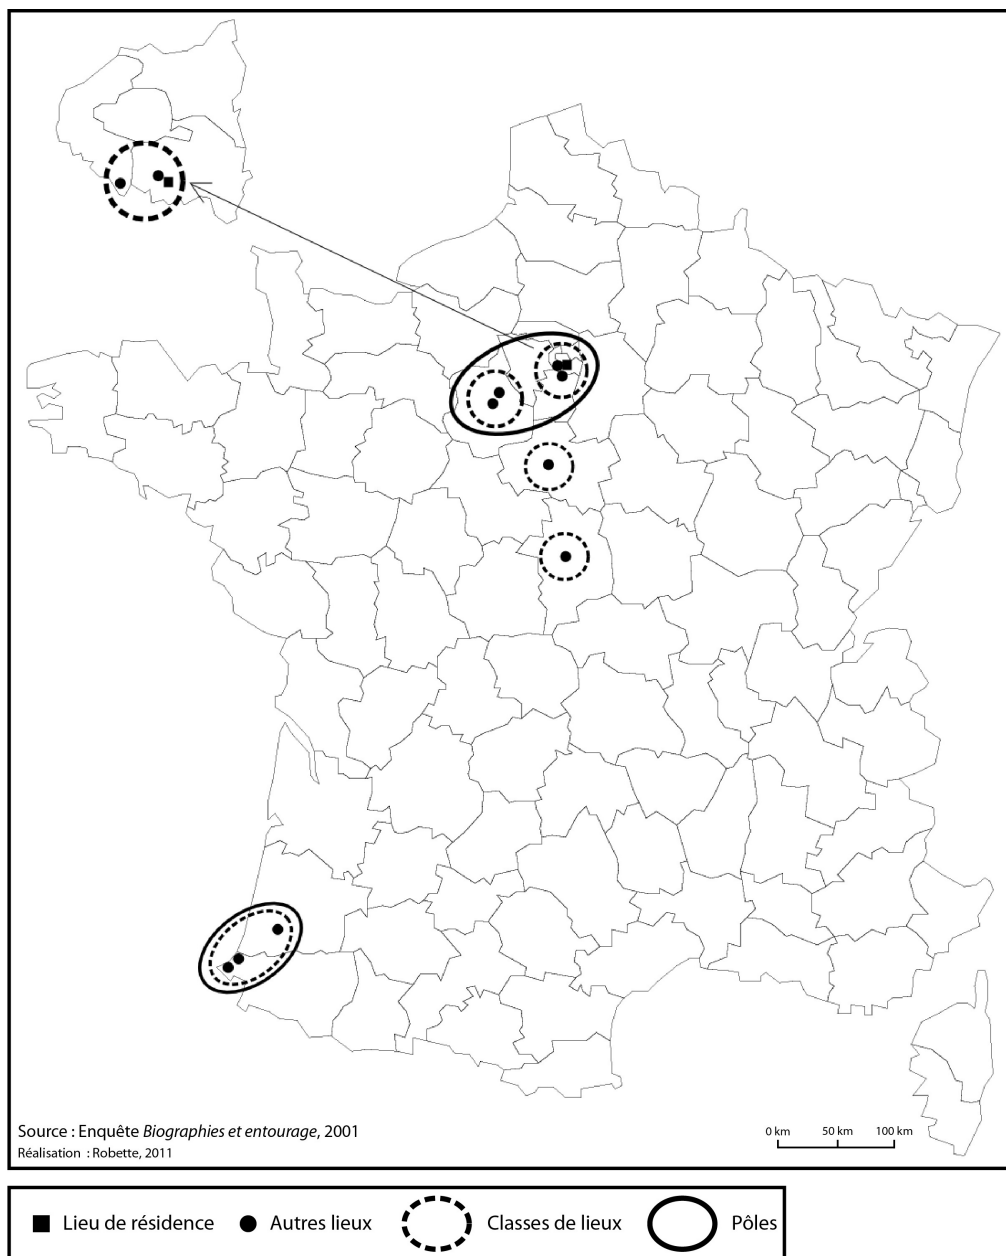 Source : Enquête Biographies et entourage, 2001
Réalisation : Robette, 2011
0 km 50 km 100 km
Lieu de résidence Autres lieux Classes de lieux Pôles